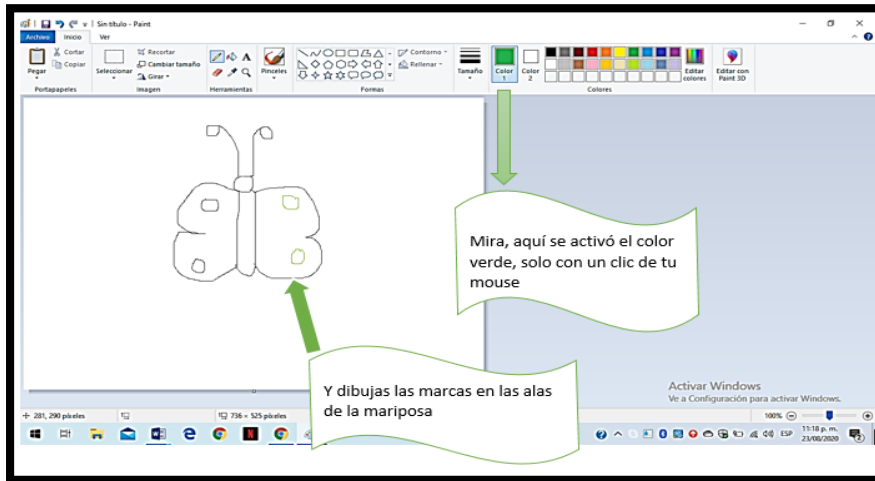 Sin título - Paint
Archivo Inicio Ver
Pegar
Cortar
Copiar
Portapapeles
Seleccionar
Recortar
Cambiar tamaño
Girar
Imagen
A
Herramientas
Pinceles
Contorno
Rellenar
Formas
Tamaño
Color
1
Color
2
Editar
colores
Colores
Editar con
Paint 3D
Mira, aquí se activó el color
verde, solo con un clic de tu
mouse
Y dibujas las marcas en las alas
de la mariposa
Activar Windows
Ve a Configuración para activar Windows.
281, 290 píxeles
736 × 525 píxeles
100%
ESP
11:18 p. m.
23/08/2020